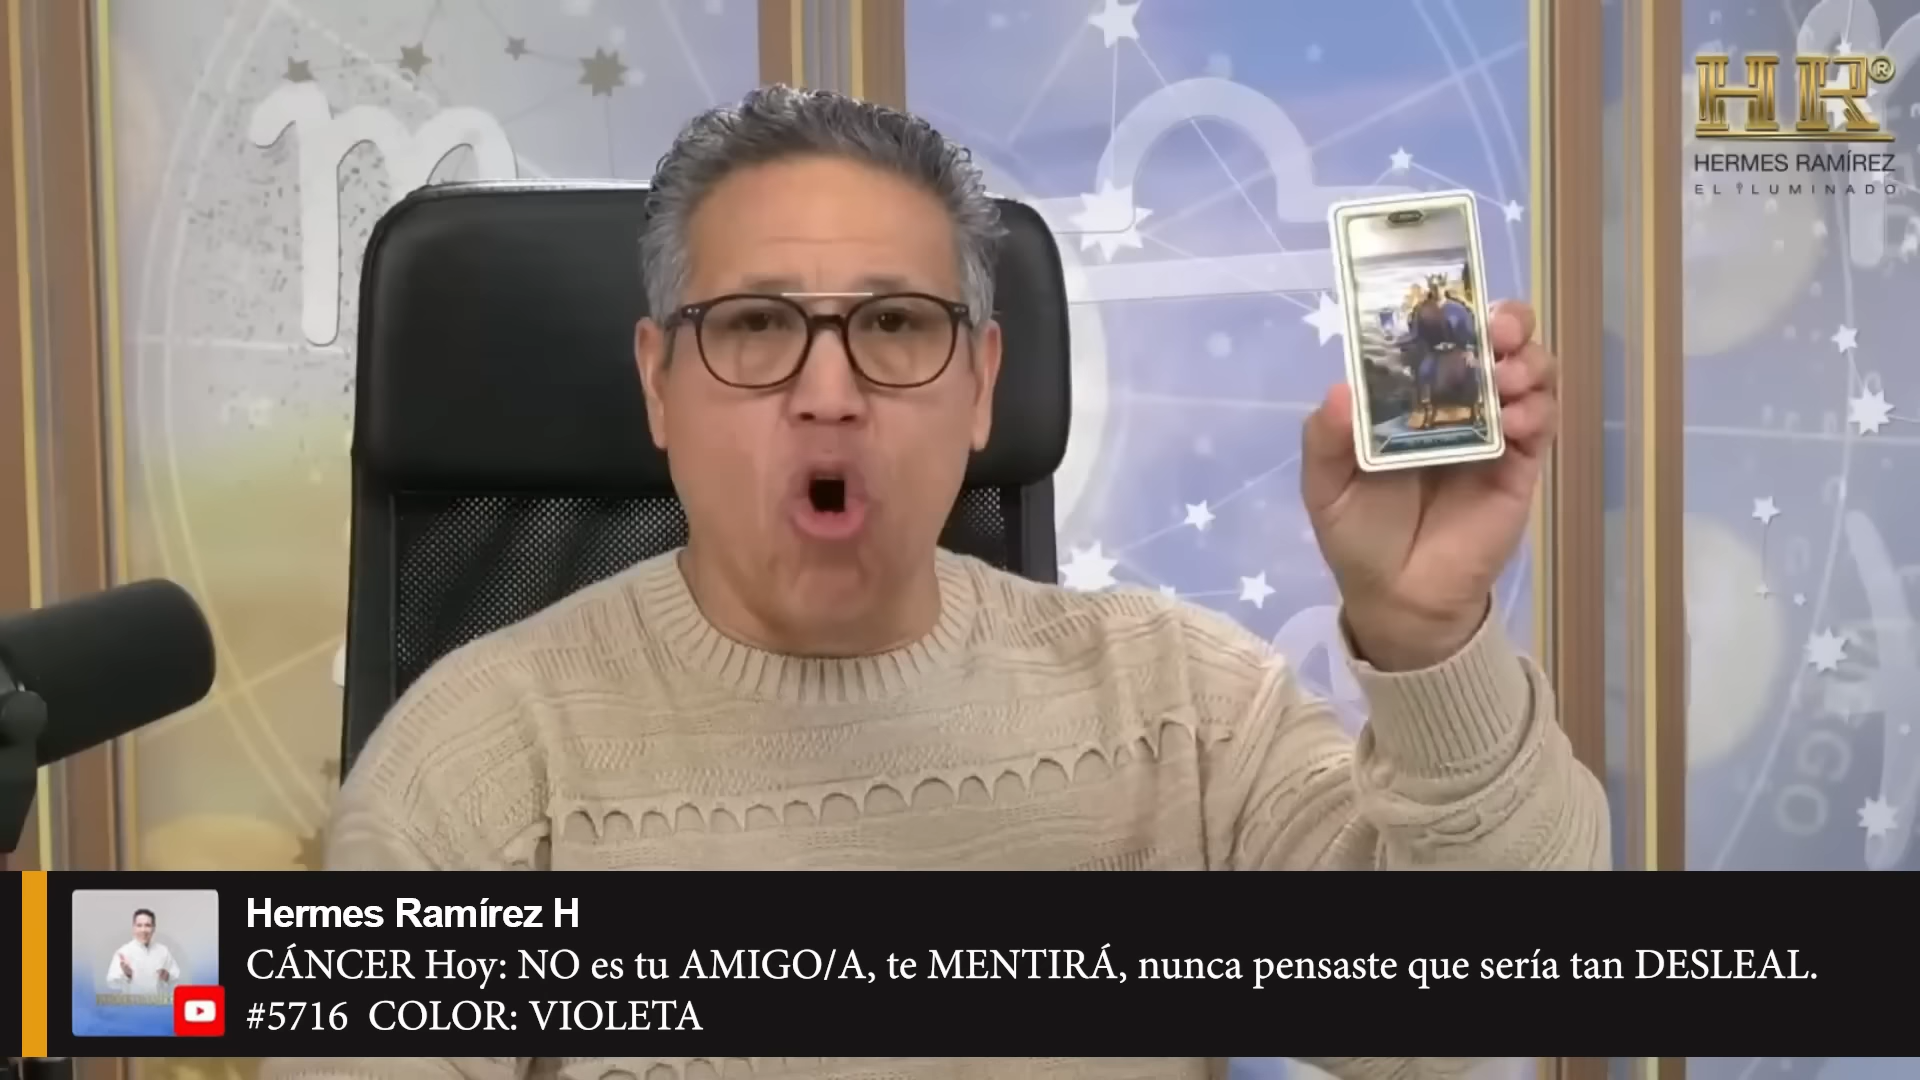 HR®
HERMES RAMÍREZ
EL ILUMINADO
GO
Hermes Ramírez H
CÁNCER Hoy: NO es tu AMIGO/A, te MENTIRÁ, nunca pensaste que sería tan DESLEAL.
#5716 COLOR: VIOLETA